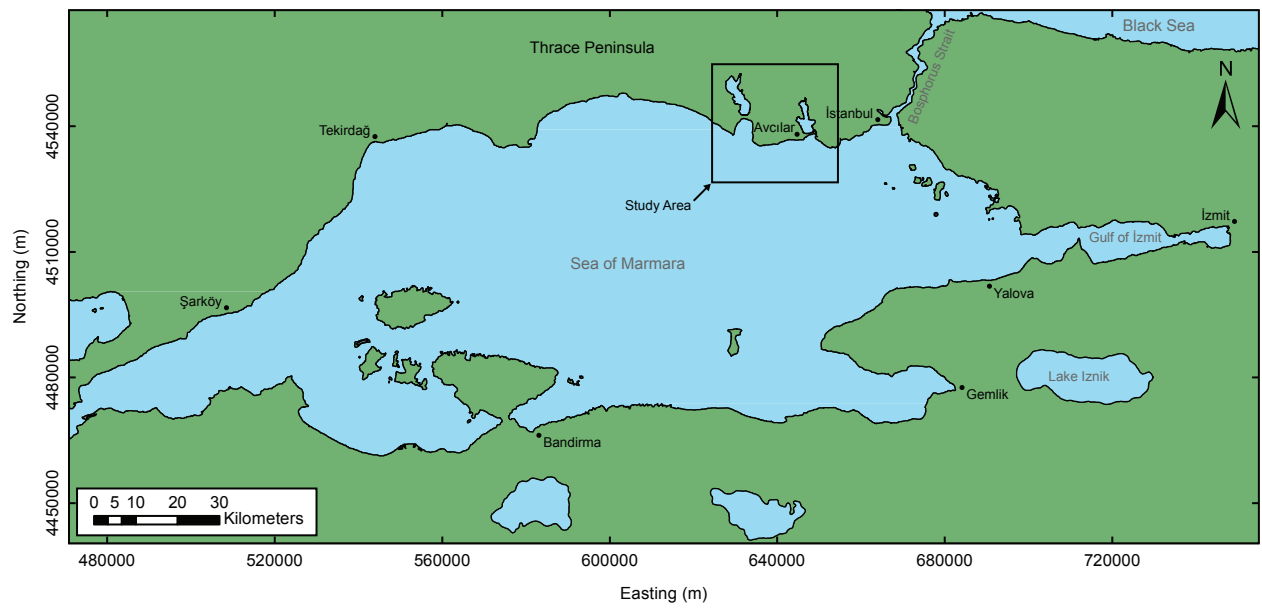 Black Sea
Thrace Peninsula
Bosphorus Strait
N
İstanbul
Avcılar
Tekirdağ
Study Area
İzmit
Gulf of İzmit
Sea of Marmara
Yalova
Şarköy
Lake Iznik
Gemlik
Bandirma
0 5 10 20 30
Kilometers
4540000
4510000
4480000
4450000
Northing (m)
480000 520000 560000 600000 640000 680000 720000
Easting (m)